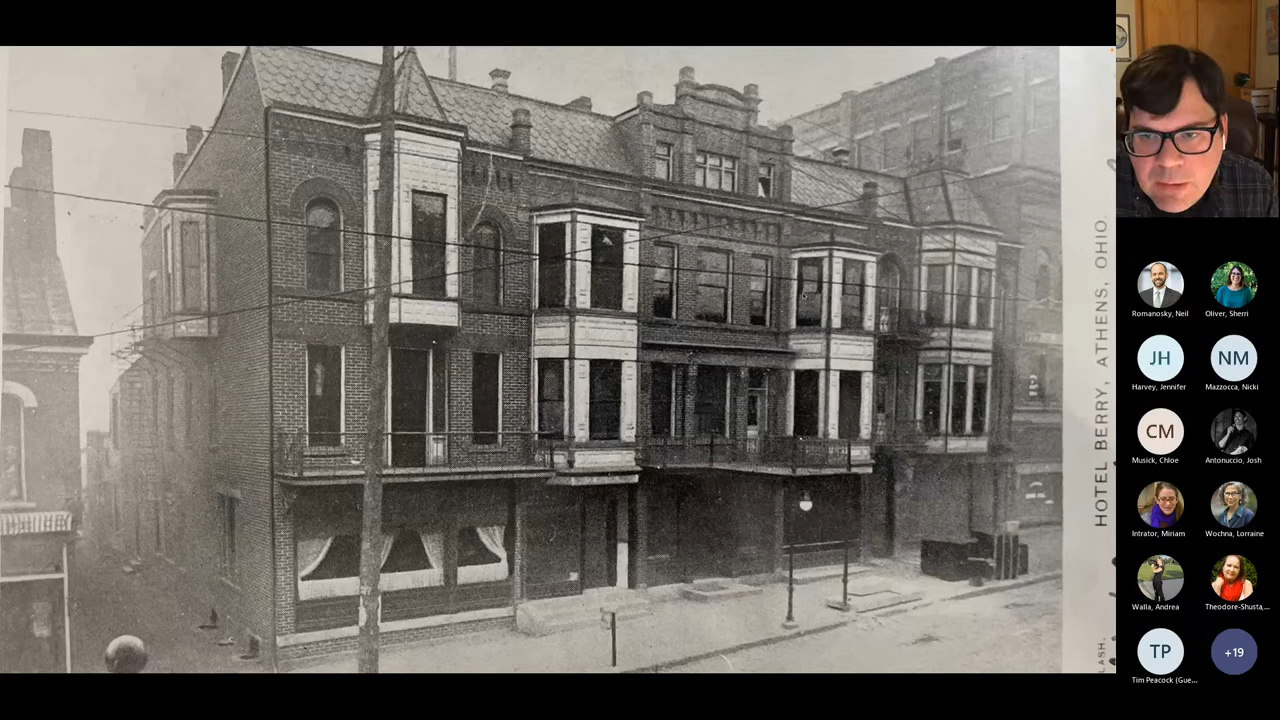 HOTEL BERRY, ATHENS, OHIO.
LASH.
Romanosky, Neil
Oliver, Sherri
JH
NM
Harvey, Jennifer
Mazzocca, Nicki
CM
Musick, Chloe
Antonuccio, Josh
Intrator, Miriam
Wochna, Lorraine
Walla, Andrea
Theodore-Shusta,...
TP
+19
Tim Peacock (Gue...